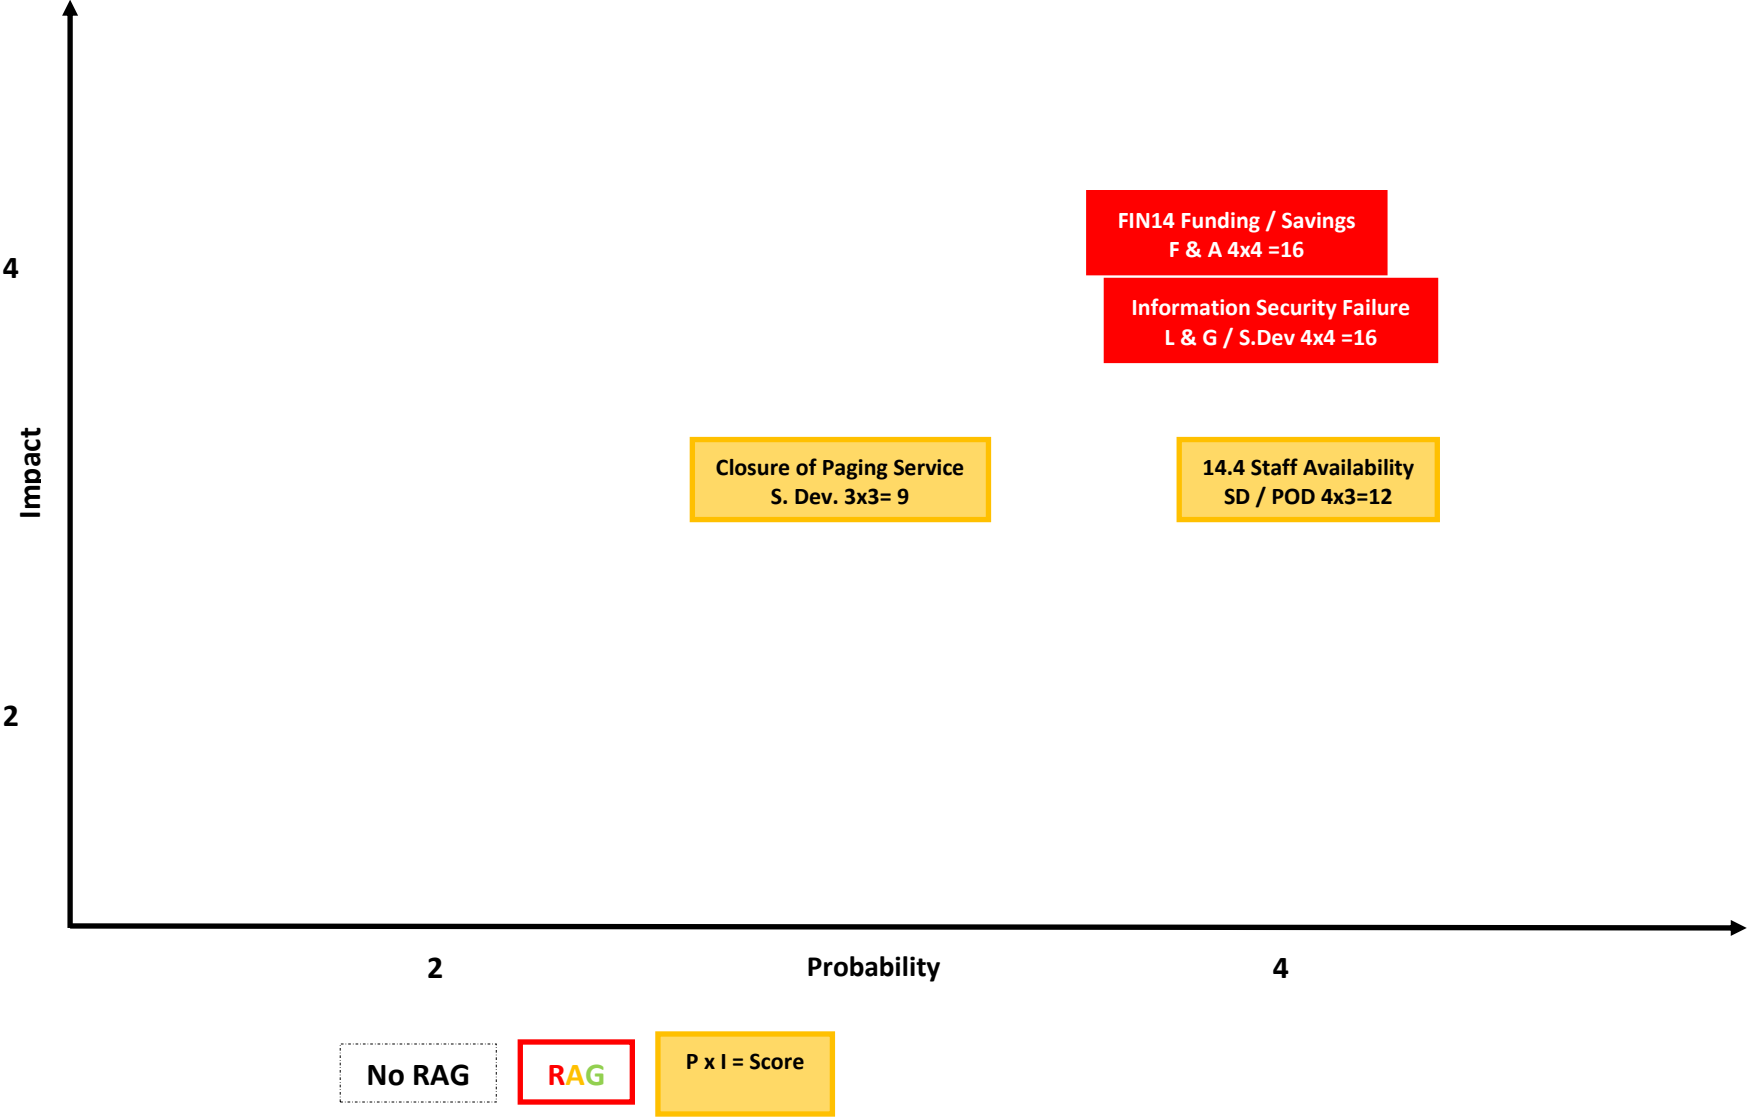 FIN14 Funding / Savings
F & A 4x4 =16
4
Information Security Failure
L & G / S.Dev 4x4 =16
Impact
Closure of Paging Service
S. Dev. 3x3= 9
14.4 Staff Availability
SD / POD 4x3=12
2
2
Probability
4
No RAG
RAG
P x I = Score